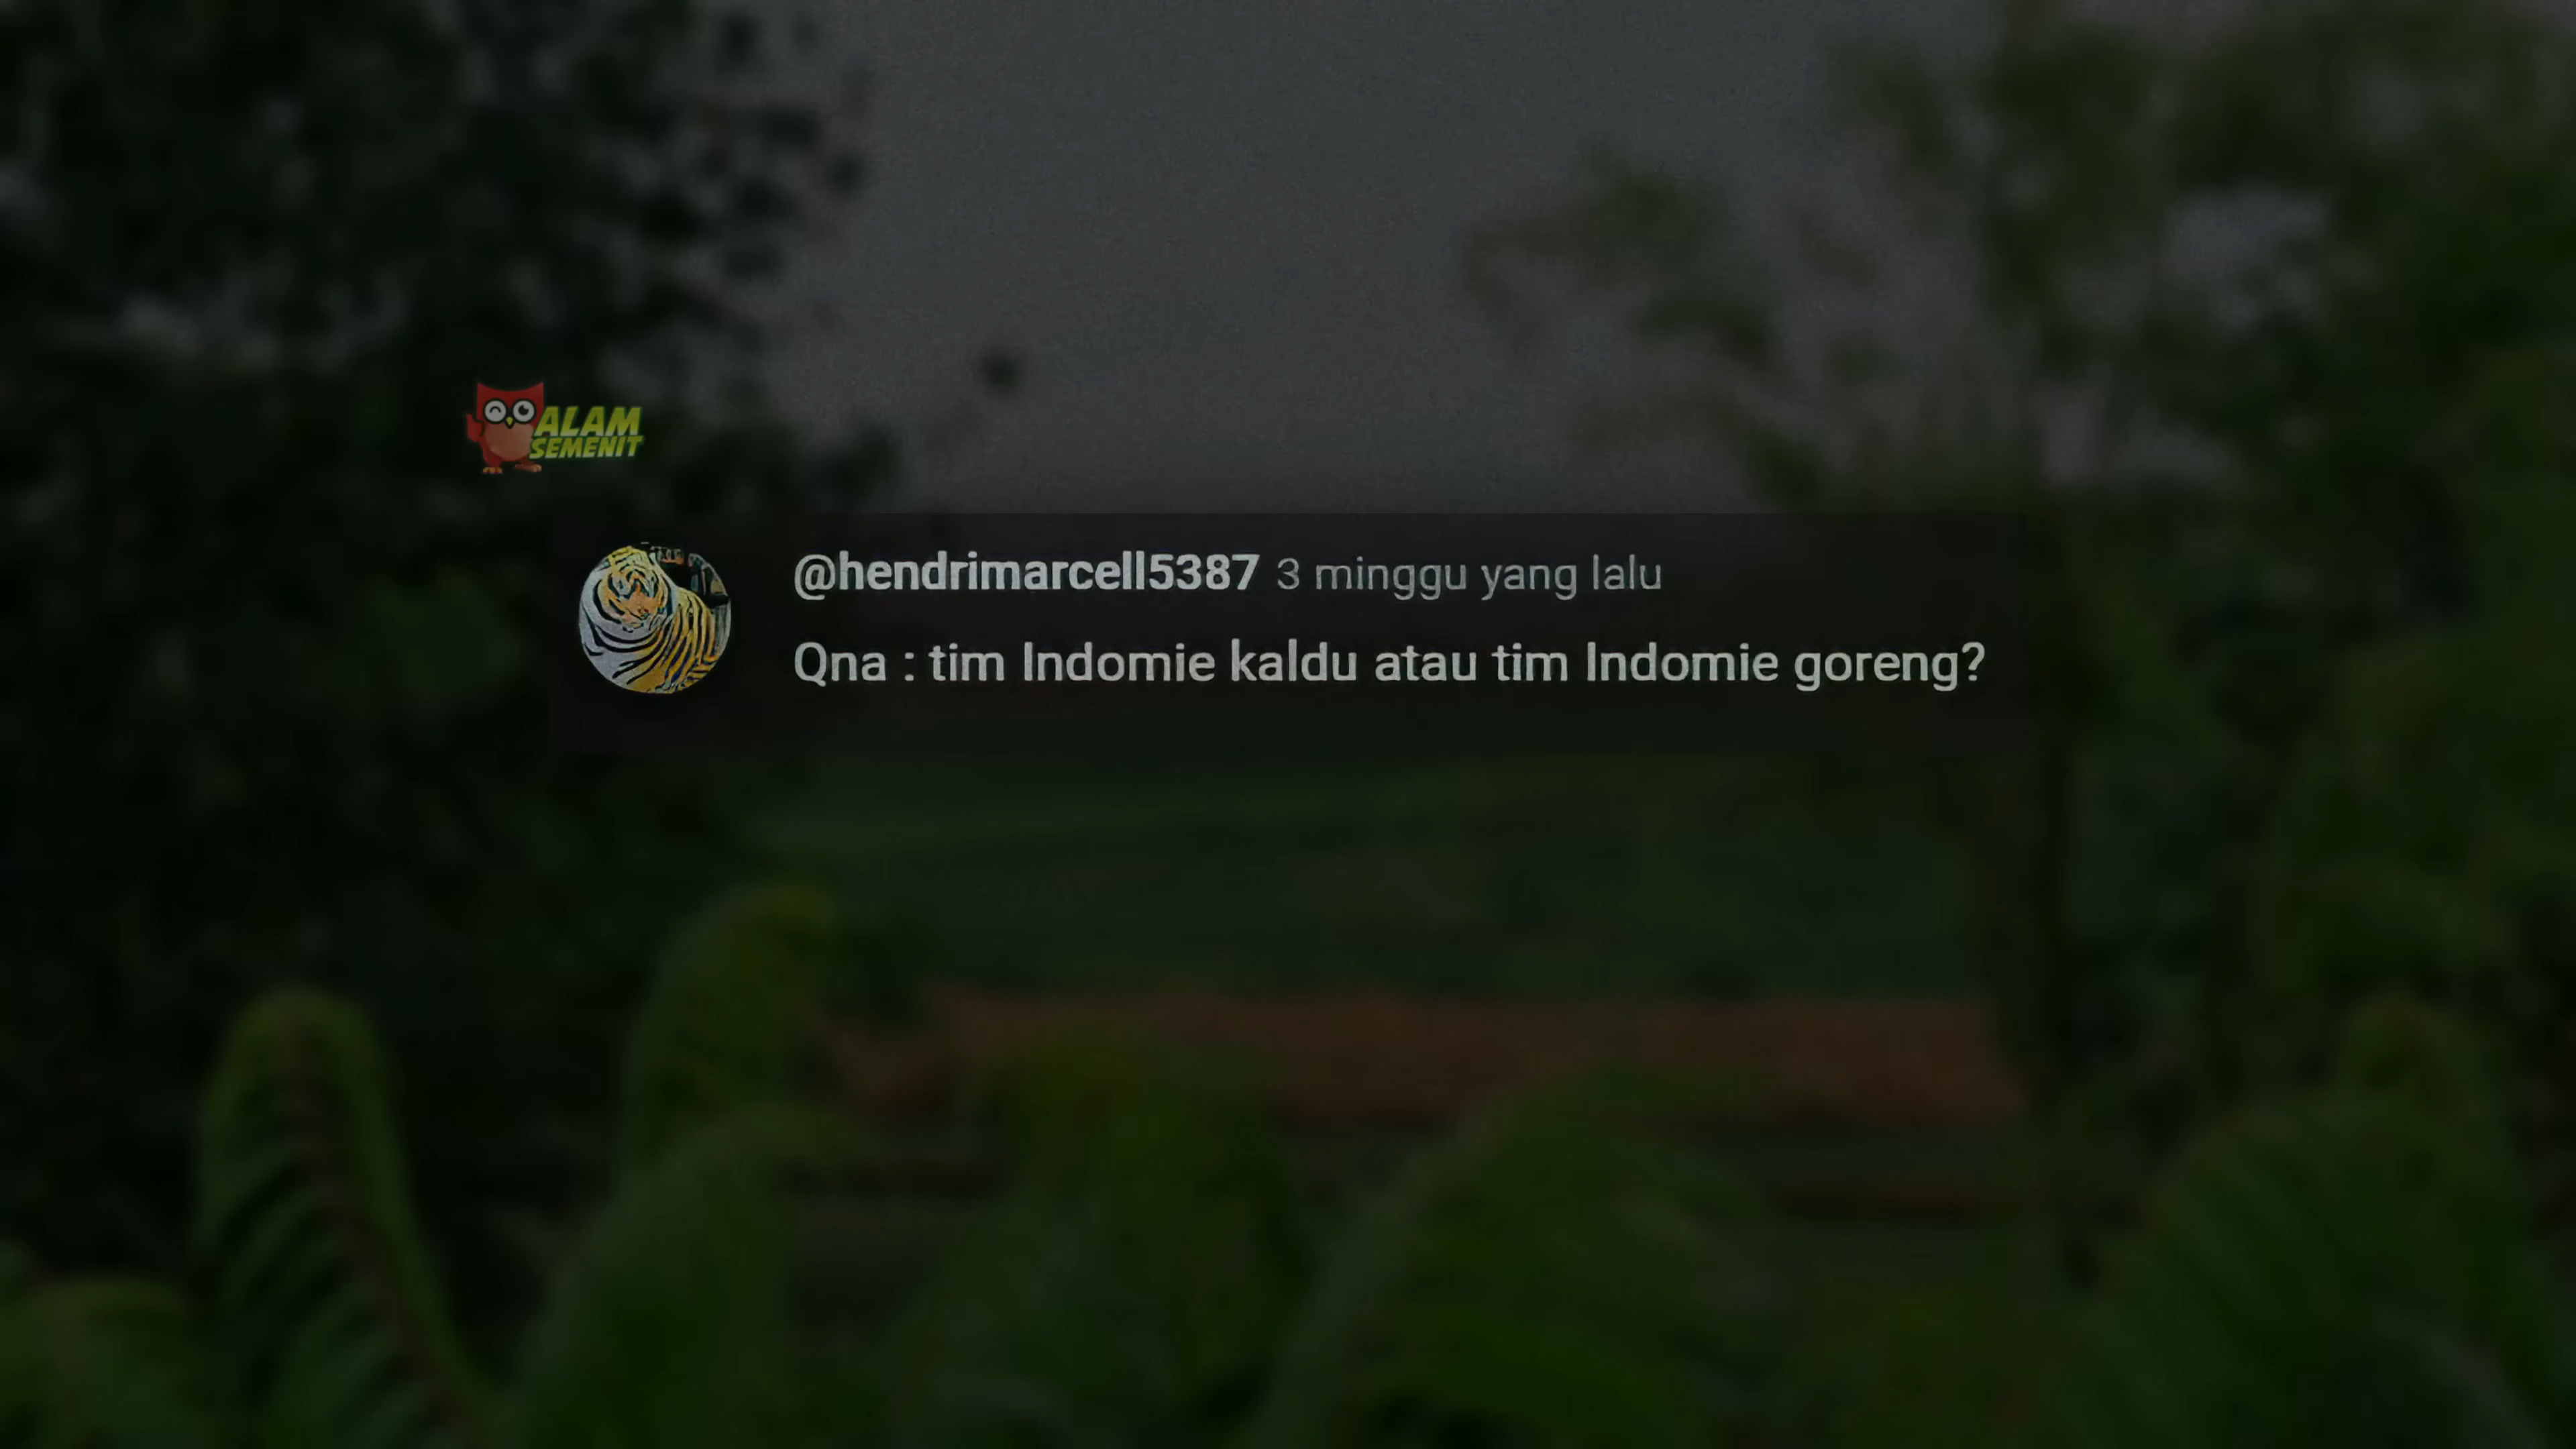 ALAM
SEMENIT
@hendrimarcell5387 3 minggu yang lalu
Qna : tim Indomie kaldu atau tim Indomie goreng?